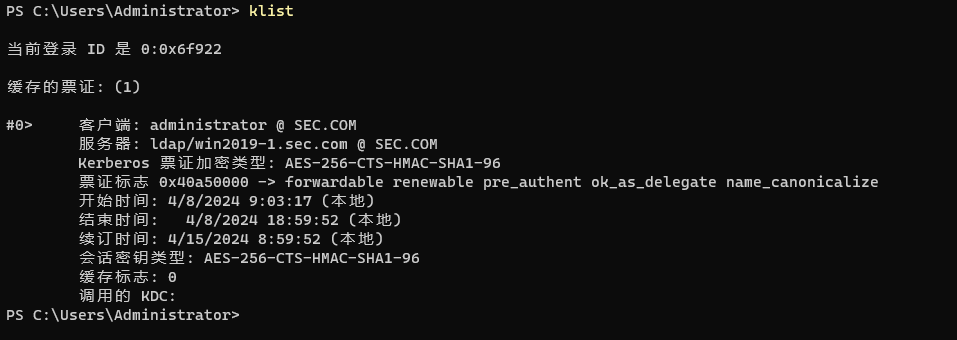 PS C:\Users\Administrator> klist
当前登录 ID 是 0:0x6f922
缓存的票证: (1)
#0> 客户端: administrator @ SEC.COM
服务器: ldap/win2019-1.sec.com @ SEC.COM
Kerberos 票证加密类型: AES-256-CTS-HMAC-SHA1-96
票证标志 0x40a50000 -> forwardable renewable pre_authent ok_as_delegate name_canonicalize
开始时间: 4/8/2024 9:03:17 (本地)
结束时间: 4/8/2024 18:59:52 (本地)
续订时间: 4/15/2024 8:59:52 (本地)
会话密钥类型: AES-256-CTS-HMAC-SHA1-96
缓存标志: 0
调用的 KDC:
PS C:\Users\Administrator>